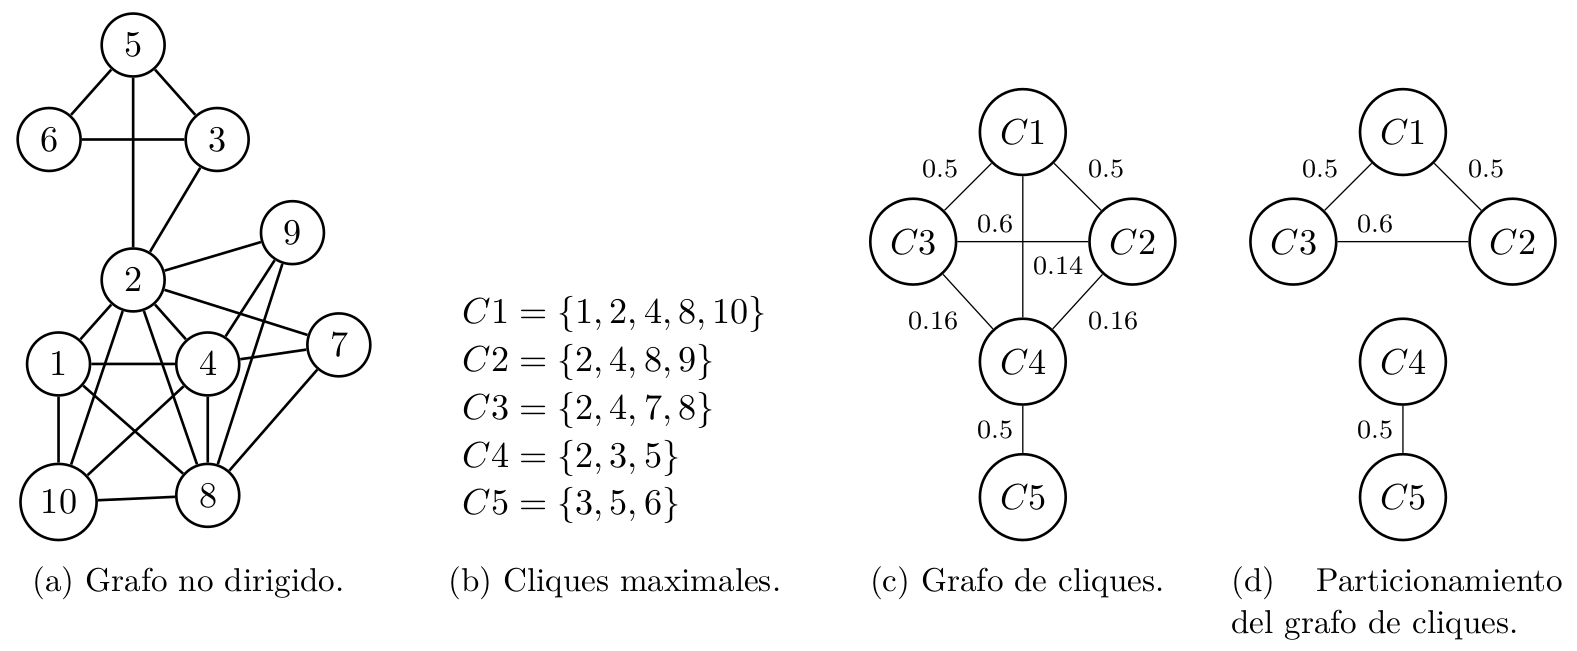 5
6
3
9
2
7
1
4
10
8
(a) Grafo no dirigido.
C1 = {1, 2, 4, 8, 10}
C2 = {2, 4, 8, 9}
C3 = {2, 4, 7, 8}
C4 = {2, 3, 5}
C5 = {3, 5, 6}
(b) Cliques maximales.
C1
0.5
0.5
C3
0.6
C2
0.14
0.16
0.16
C4
0.5
C5
(c) Grafo de cliques.
C1
0.5
0.5
C3
0.6
C2
C4
0.5
C5
(d) Particionamiento
del grafo de cliques.